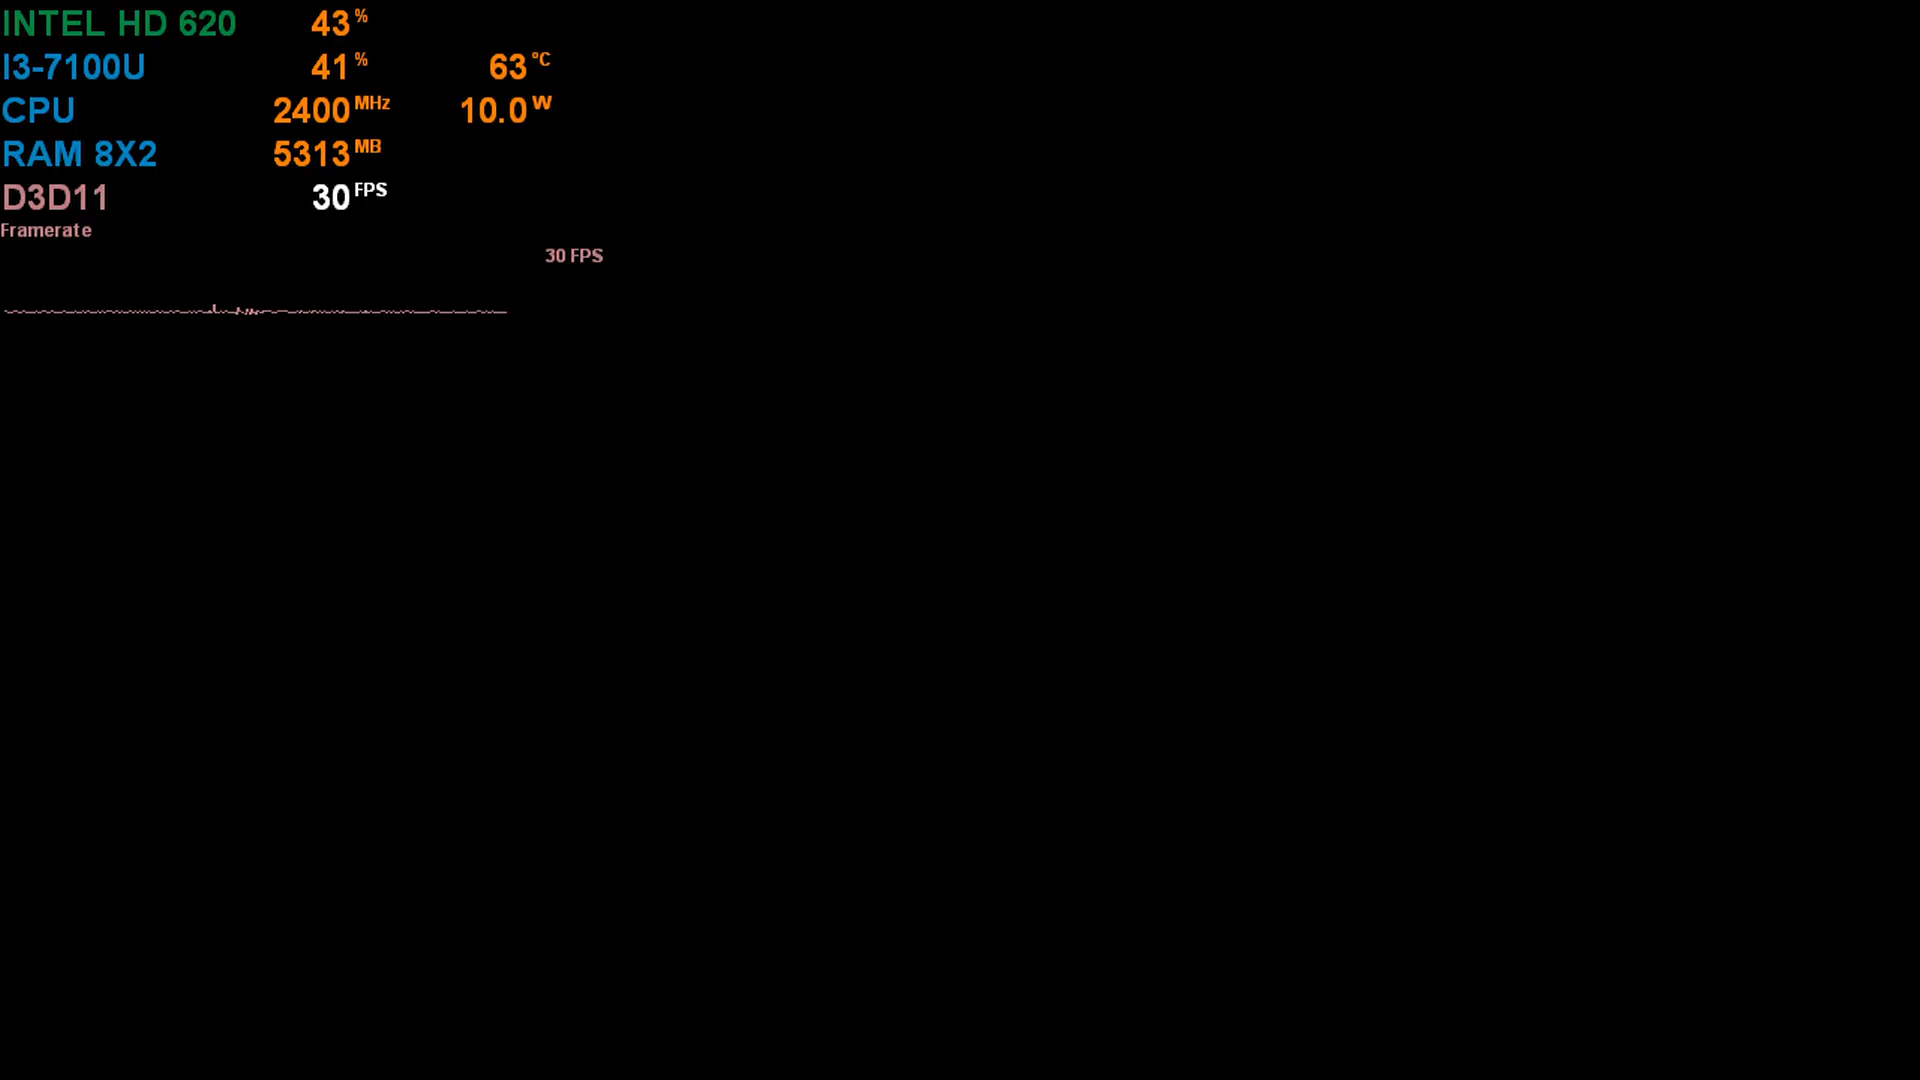 INTEL HD 620 43 %
I3-7100U 41 % 63 °C
CPU 2400 MHz 10.0 W
RAM 8X2 5313 MB
D3D11 30 FPS
Framerate
30 FPS